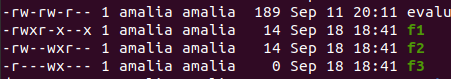 -rw-rw-r-- 1 amalia amalia 189 Sep 11 20:11 evalu
-rwxr-x--x 1 amalia amalia 14 Sep 18 18:41 f1
-rw--wxr-- 1 amalia amalia 14 Sep 18 18:41 f2
-r---wx--- 1 amalia amalia 0 Sep 18 18:41 f3